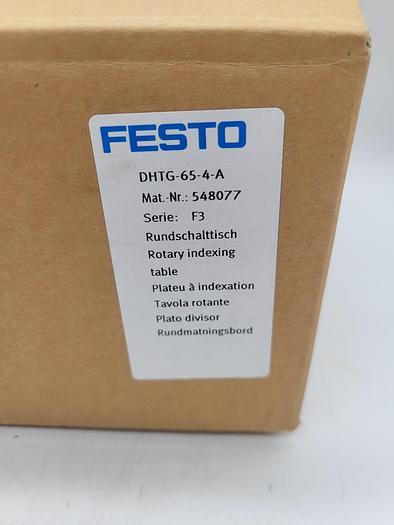 FESTO
DHTG-65-4-A
Mat.-Nr.: 548077
Serie: F3
Rundschalttisch
Rotary indexing
table
Plateu à indexation
Tavola rotante
Plato divisor
Rundmatningsbord